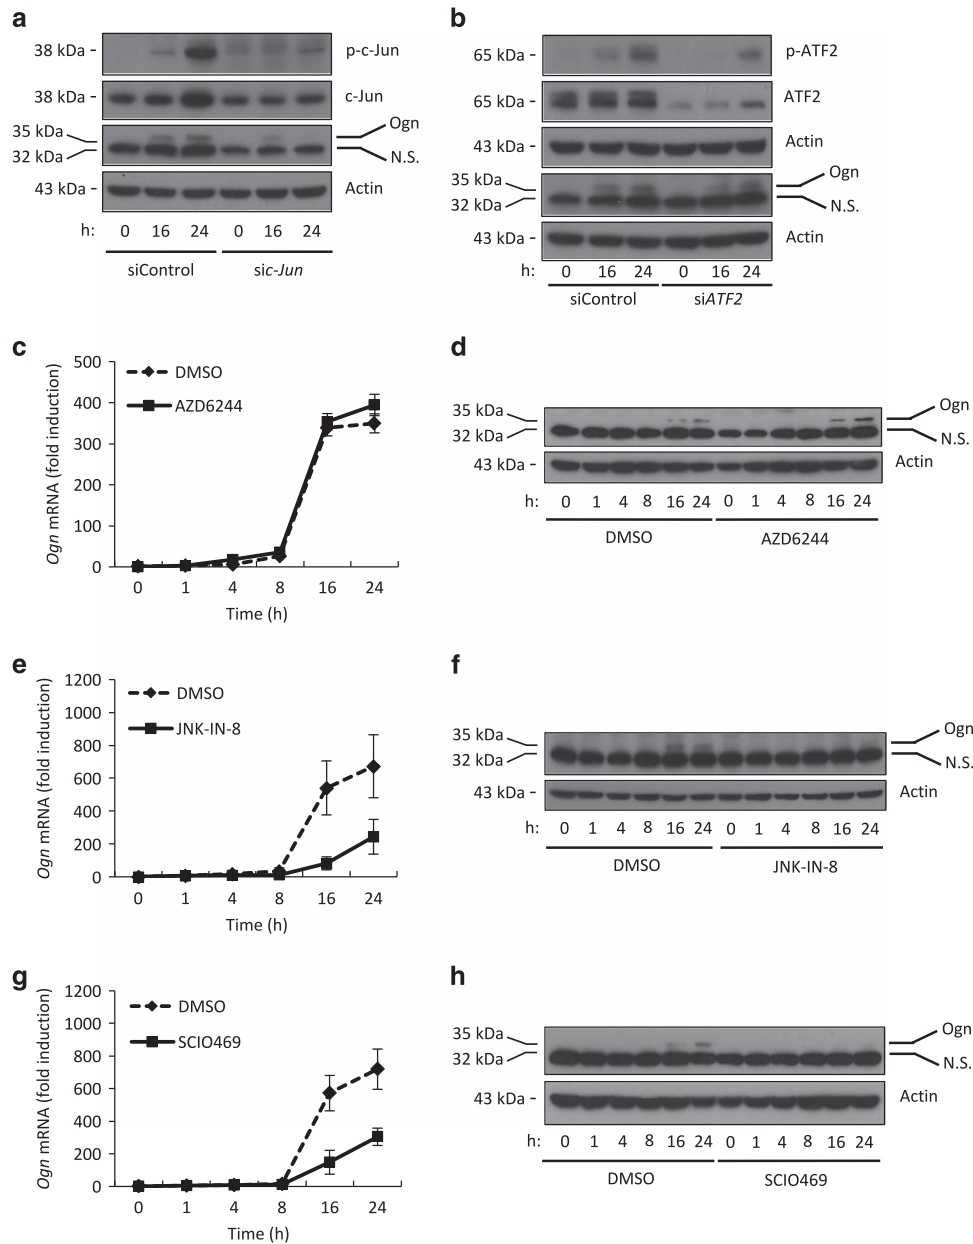 a
38 kDa - p-c-Jun
38 kDa - c-Jun
35 kDa Ogn
32 kDa N.S.
43 kDa - Actin
h: 0 16 24 0 16 24
siControl sic-Jun
b
65 kDa - p-ATF2
65 kDa - ATF2
43 kDa - Actin
35 kDa Ogn
32 kDa N.S.
43 kDa - Actin
h: 0 16 24 0 16 24
siControl siATF2
c
Ogn mRNA (fold induction)
500
400
300
200
100
0
DMSO
AZD6244
0 1 4 8 16 24
Time (h)
d
35 kDa Ogn
32 kDa N.S.
43 kDa - Actin
h: 0 1 4 8 16 24 0 1 4 8 16 24
DMSO AZD6244
e
Ogn mRNA (fold induction)
1200
1000
800
600
400
200
0
DMSO
JNK-IN-8
0 1 4 8 16 24
Time (h)
f
35 kDa Ogn
32 kDa N.S.
43 kDa - Actin
h: 0 1 4 8 16 24 0 1 4 8 16 24
DMSO JNK-IN-8
g
Ogn mRNA (fold induction)
1200
1000
800
600
400
200
0
DMSO
SCIO469
0 1 4 8 16 24
Time (h)
h
35 kDa Ogn
32 kDa N.S.
43 kDa - Actin
h: 0 1 4 8 16 24 0 1 4 8 16 24
DMSO SCIO469